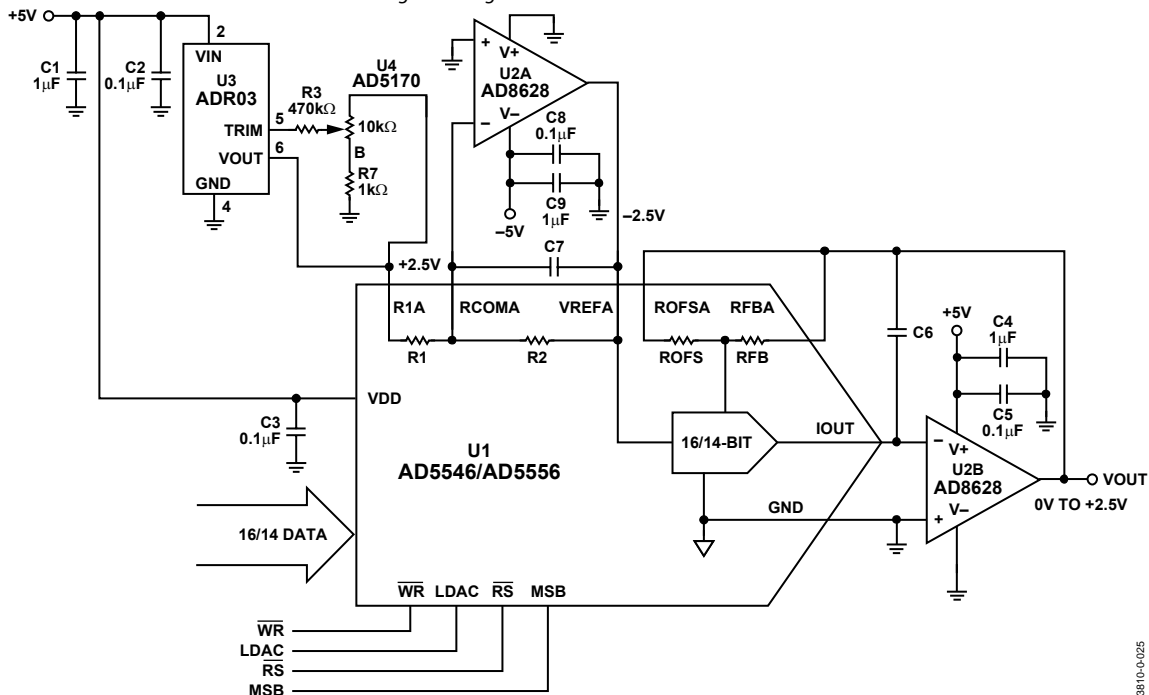 +5V
C1
1μF
C2
0.1μF
2
VIN
U3
ADR03
TRIM
5
VOUT
6
GND
4
R3
470kΩ
U4
AD5170
10kΩ
B
R7
1kΩ
+
V+
U2A
AD8628
V–
–
C8
0.1μF
C9
1μF
–5V
–2.5V
C7
+2.5V
R1A
RCOMA
VREFA
ROFSA
RFBA
R1
R2
ROFS
RFB
C6
+5V
C4
1μF
C5
0.1μF
VDD
C3
0.1μF
U1
AD5546/AD5556
16/14-BIT
IOUT
GND
–
V+
U2B
AD8628
+
V–
VOUT
0V TO +2.5V
16/14 DATA
WR LDAC RS MSB
WR
LDAC
RS
MSB
3810-0-025